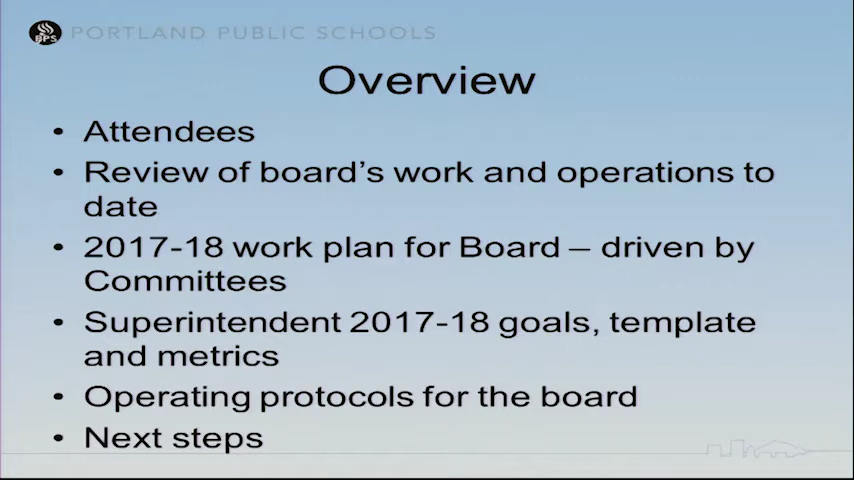 PPS
PORTLAND PUBLIC SCHOOLS
Overview
• Attendees
• Review of board's work and operations to
date
• 2017-18 work plan for Board – driven by
Committees
• Superintendent 2017-18 goals, template
and metrics
• Operating protocols for the board
• Next steps